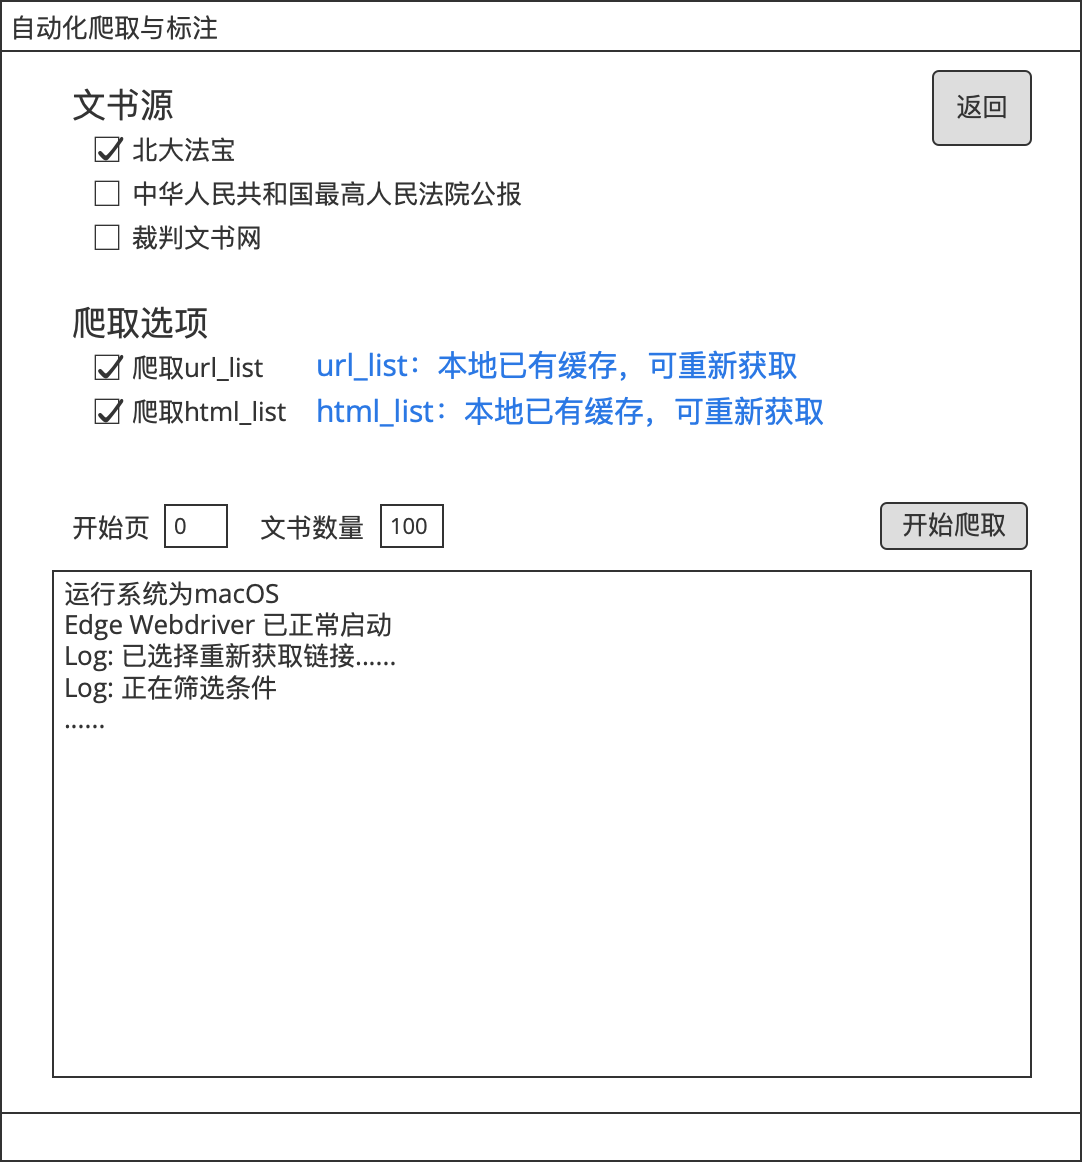 自动化爬取与标注
文书源
返回
北大法宝
中华人民共和国最高人民法院公报
裁判文书网
爬取选项
爬取url_list
url_list：本地已有缓存，可重新获取
爬取html_list
html_list：本地已有缓存，可重新获取
开始页 0 文书数量 100
开始爬取
运行系统为macOS
Edge Webdriver 已正常启动
Log: 已选择重新获取链接......
Log: 正在筛选条件
......